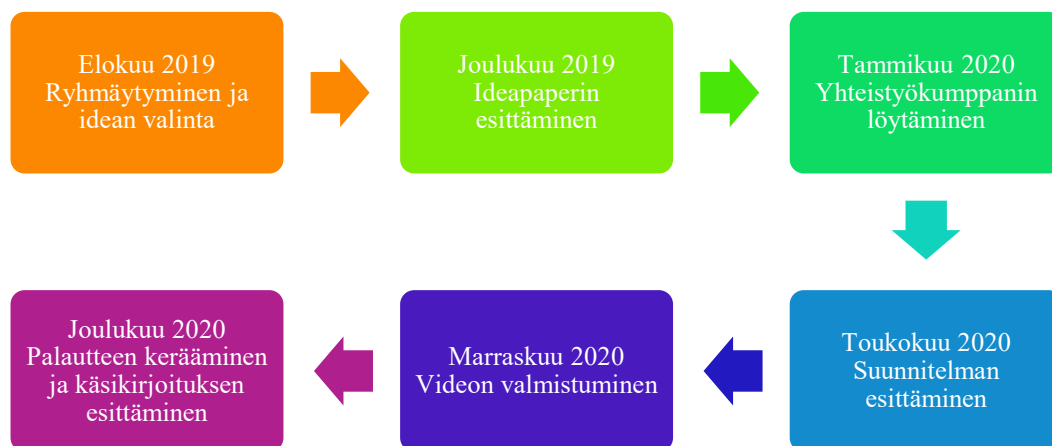 Elokuu 2019
Ryhmäytyminen ja
idean valinta
Joulukuu 2019
Ideapaperin
esittäminen
Tammikuu 2020
Yhteistyökumppanin
löytäminen
Toukokuu 2020
Suunnitelman
esittäminen
Marraskuu 2020
Videon valmistuminen
Joulukuu 2020
Palautteen kerääminen
ja käsikirjoituksen
esittäminen